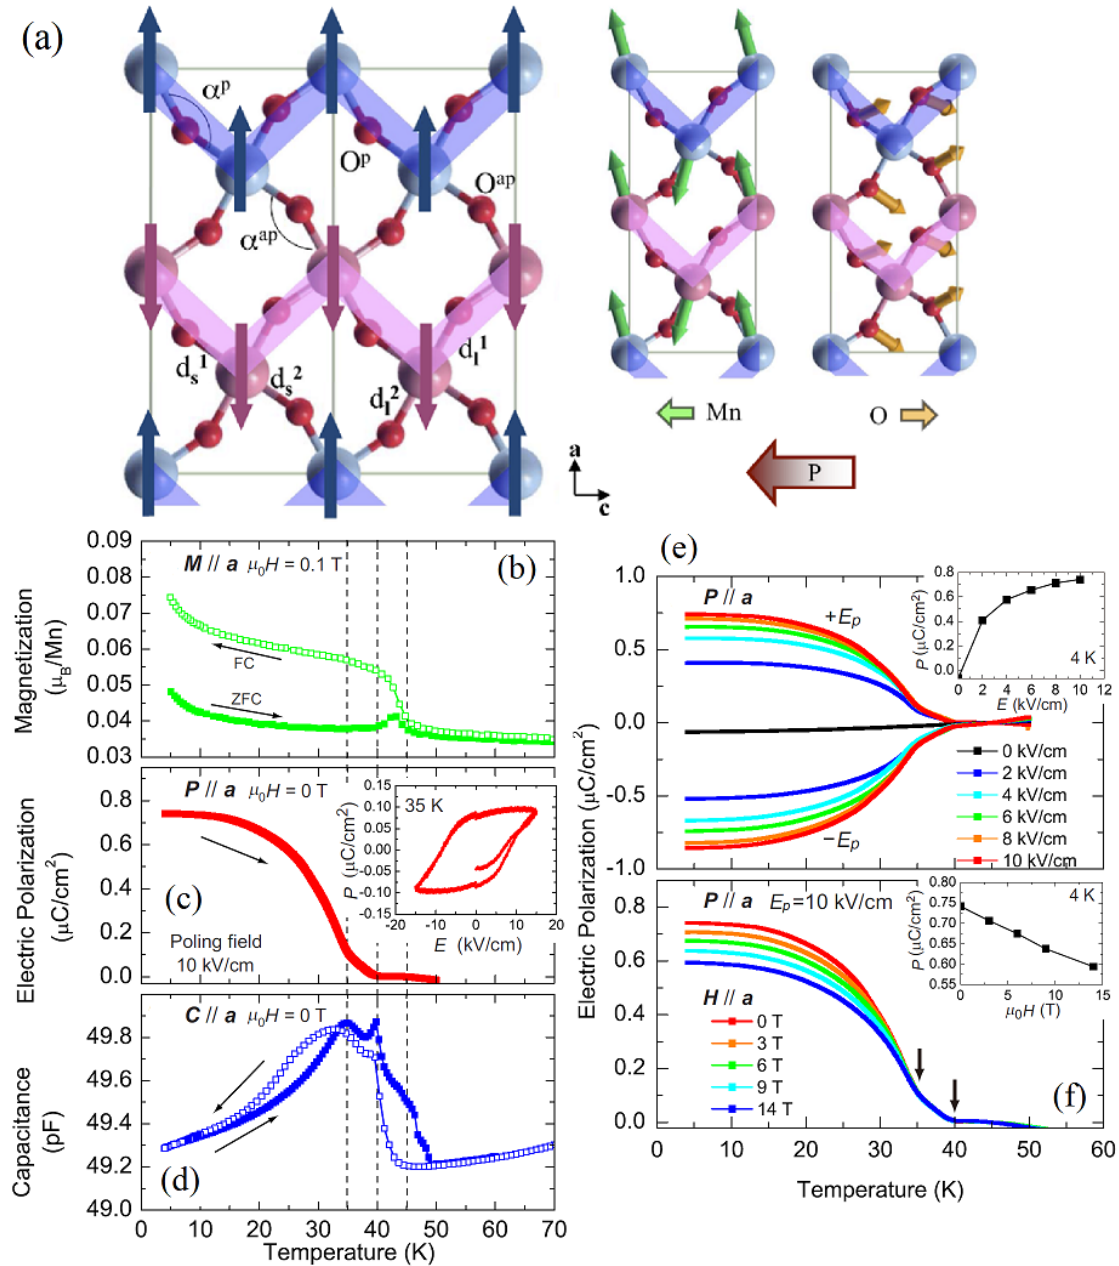 (a)
α^p
O^p
O^ap
α^ap
d_s^1
d_s^2
d_l^1
d_l^2
a
c
Mn
O
P
(b)
M // a μ₀H = 0.1 T
FC
ZFC
Magnetization
(μ_B/Mn)
0.09
0.08
0.07
0.06
0.05
0.04
0.03
(c)
P // a μ₀H = 0 T
Poling field
10 kV/cm
Electric Polarization
(μC/cm²)
0.8
0.6
0.4
0.2
0.0
35 K
P (μC/cm²)
0.15
0.10
0.05
0.00
-0.05
-0.10
-0.15
-20 -10 0 10 20
E (kV/cm)
(d)
C // a μ₀H = 0 T
Capacitance
(pF)
49.8
49.6
49.4
49.2
49.0
0 10 20 30 40 50 60 70
Temperature (K)
(e)
P // a
+E_p
−E_p
Electric Polarization (μC/cm²)
1.0
0.5
0.0
-0.5
-1.0
0 kV/cm
2 kV/cm
4 kV/cm
6 kV/cm
8 kV/cm
10 kV/cm
P (μC/cm²)
0.8
0.6
0.4
0.2
0.0
4 K
0 2 4 6 8 10 12
E (kV/cm)
(f)
P // a E_p=10 kV/cm
H // a
0 T
3 T
6 T
9 T
14 T
0.8
0.6
0.4
0.2
0.0
P (μC/cm²)
0.80
0.75
0.70
0.65
0.60
0.55
4 K
0 5 10 15
μ₀H (T)
0 10 20 30 40 50 60
Temperature (K)